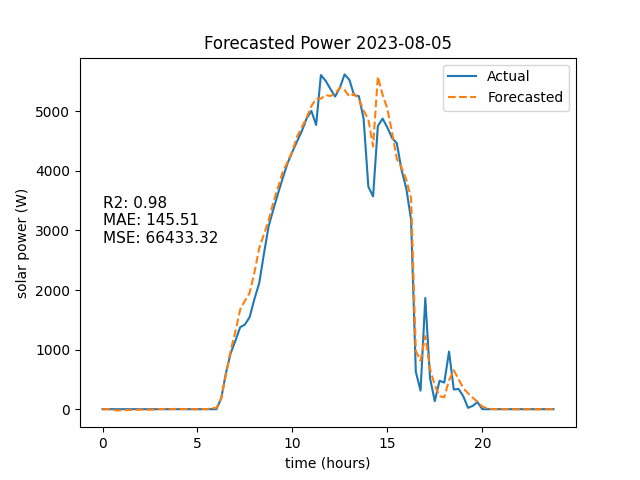 Forecasted Power 2023-08-05
Actual
Forecasted
R2: 0.98
MAE: 145.51
MSE: 66433.32
solar power (W)
5000
4000
3000
2000
1000
0
0 5 10 15 20
time (hours)